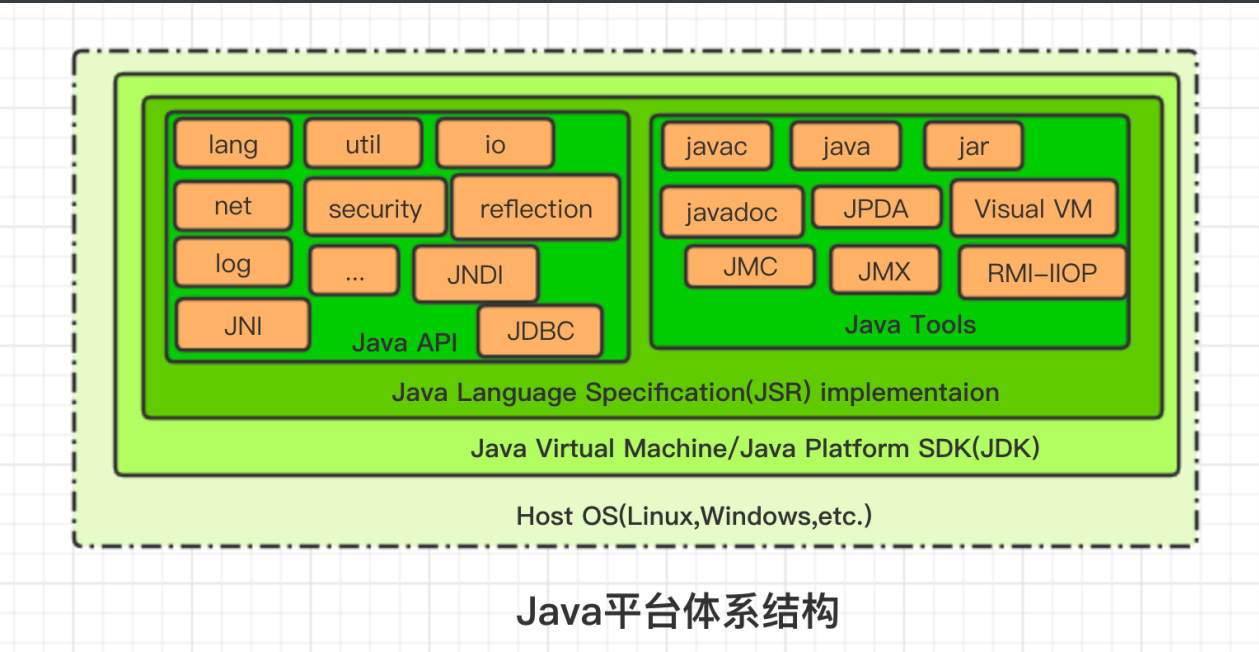 lang util io
net security reflection
log ... JNDI
JNI Java API JDBC
javac java jar
javadoc JPDA Visual VM
JMC JMX RMI-IIOP
Java Tools
Java Language Specification(JSR) implementaion
Java Virtual Machine/Java Platform SDK(JDK)
Host OS(Linux,Windows,etc.)
Java平台体系结构